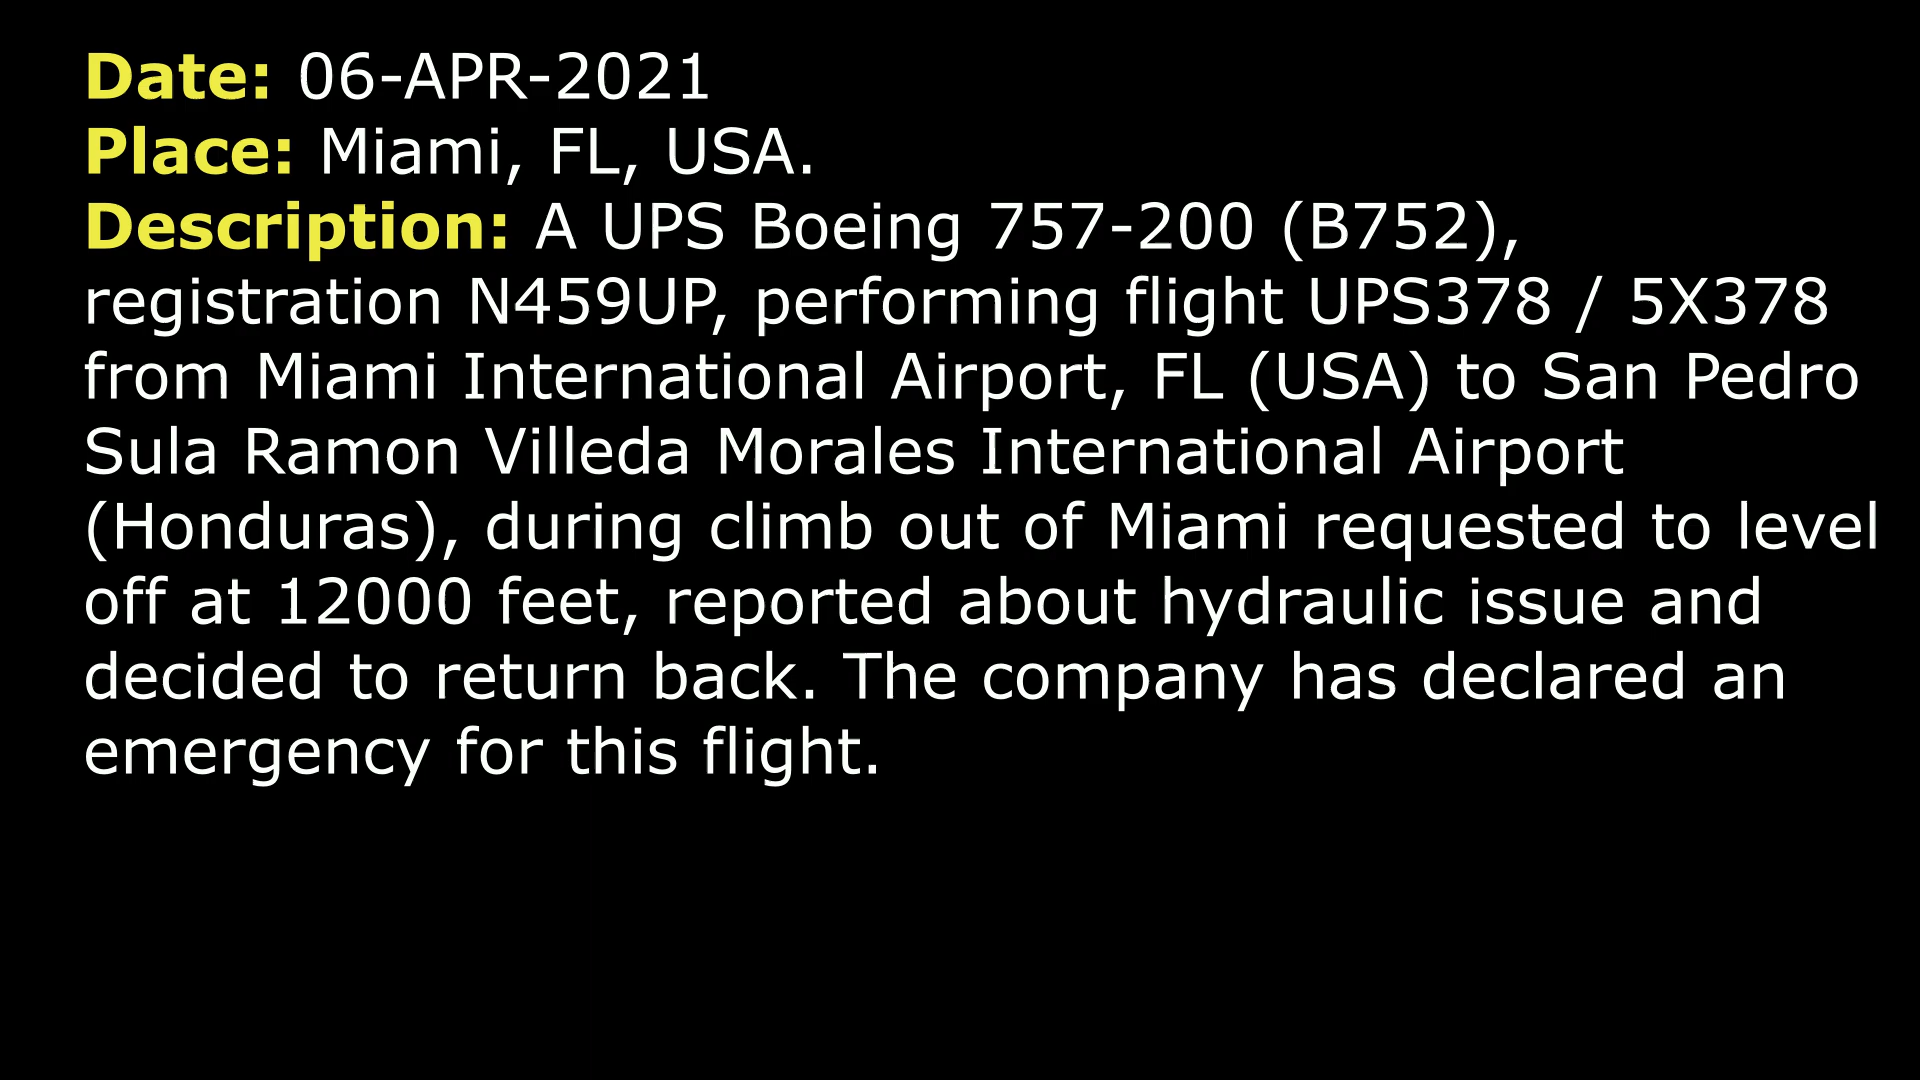 Date: 06-APR-2021
Place: Miami, FL, USA.
Description: A UPS Boeing 757-200 (B752),
registration N459UP, performing flight UPS378 / 5X378
from Miami International Airport, FL (USA) to San Pedro
Sula Ramon Villeda Morales International Airport
(Honduras), during climb out of Miami requested to level
off at 12000 feet, reported about hydraulic issue and
decided to return back. The company has declared an
emergency for this flight.